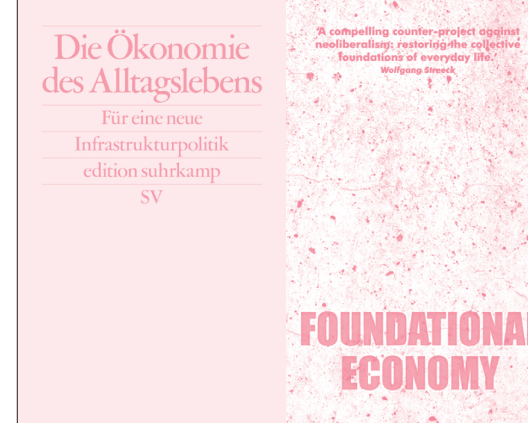 Die Ökonomie
des Alltagslebens
Für eine neue
Infrastrukturpolitik
edition suhrkamp
SV
'A compelling counter-project against
neoliberalism: restoring the collective
foundations of everyday life.'
Wolfgang Streeck
FOUNDATIONA
ECONOMY